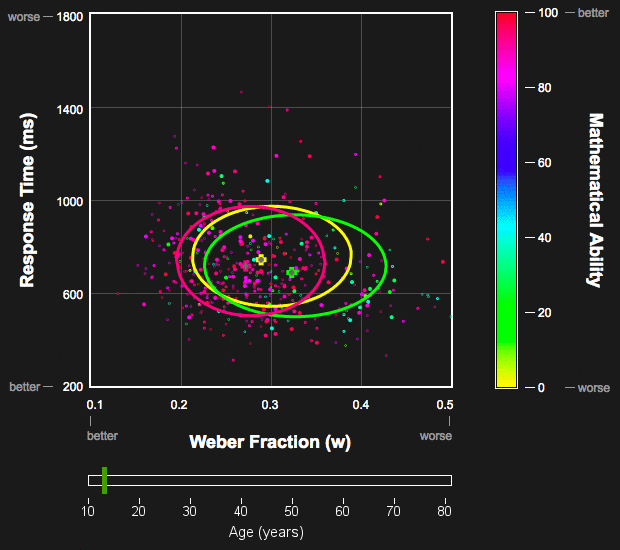 worse
1800
1400
1000
600
better
200
Response Time (ms)
0.1
0.2
0.3
0.4
0.5
better
worse
Weber Fraction (w)
100
better
80
60
40
20
0
worse
Mathematical Ability
10
20
30
40
50
60
70
80
Age (years)